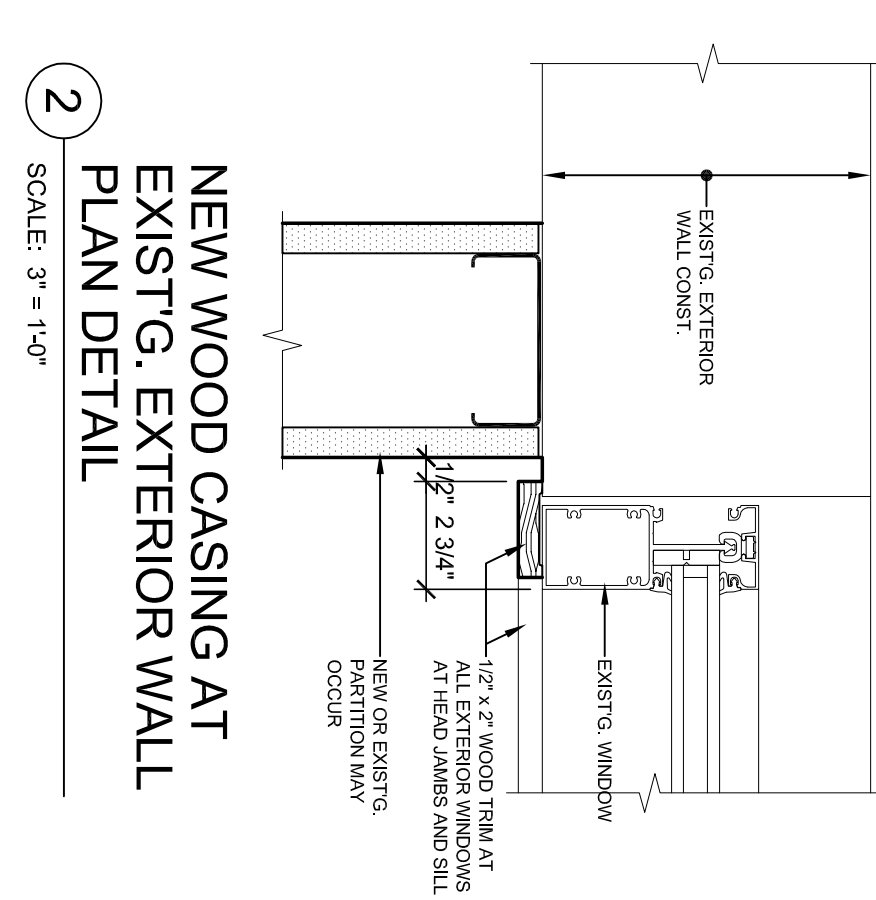 EXIST'G. EXTERIOR
WALL CONST.
1/2"
2 3/4"
EXIST'G. WINDOW
1/2" x 2" WOOD TRIM AT
ALL EXTERIOR WINDOWS
AT HEAD JAMBS AND SILL
NEW OR EXIST'G.
PARTITION MAY
OCCUR
2
NEW WOOD CASING AT
EXIST'G. EXTERIOR WALL
PLAN DETAIL
SCALE: 3" = 1'-0"